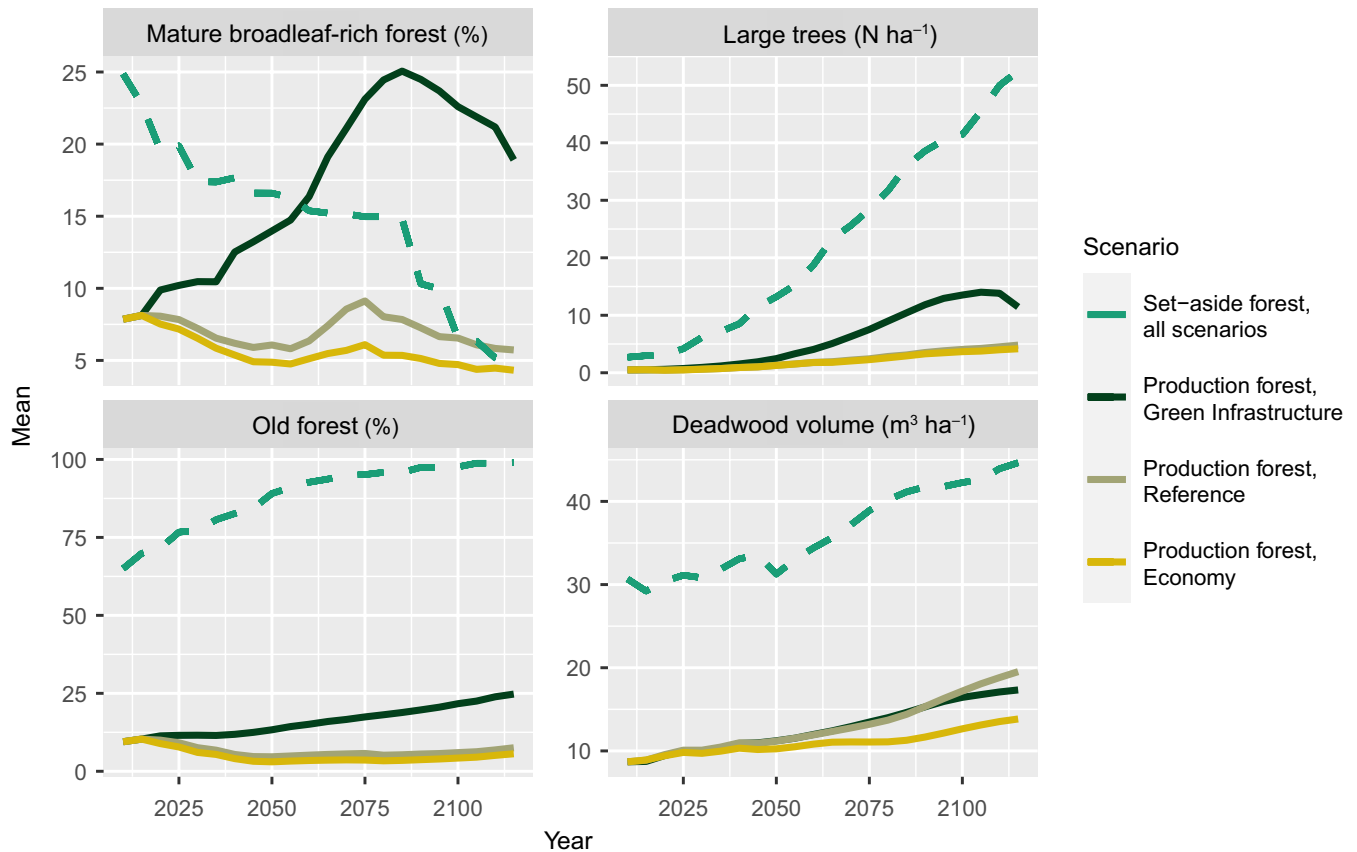 Mature broadleaf-rich forest (%)
Large trees (N ha⁻¹)
25
20
15
10
5
50
40
30
20
10
0
Mean
Old forest (%)
Deadwood volume (m³ ha⁻¹)
100
75
50
25
0
40
30
20
10
2025
2050
2075
2100
2025
2050
2075
2100
Year
Scenario
Set−aside forest,
all scenarios
Production forest,
Green Infrastructure
Production forest,
Reference
Production forest,
Economy